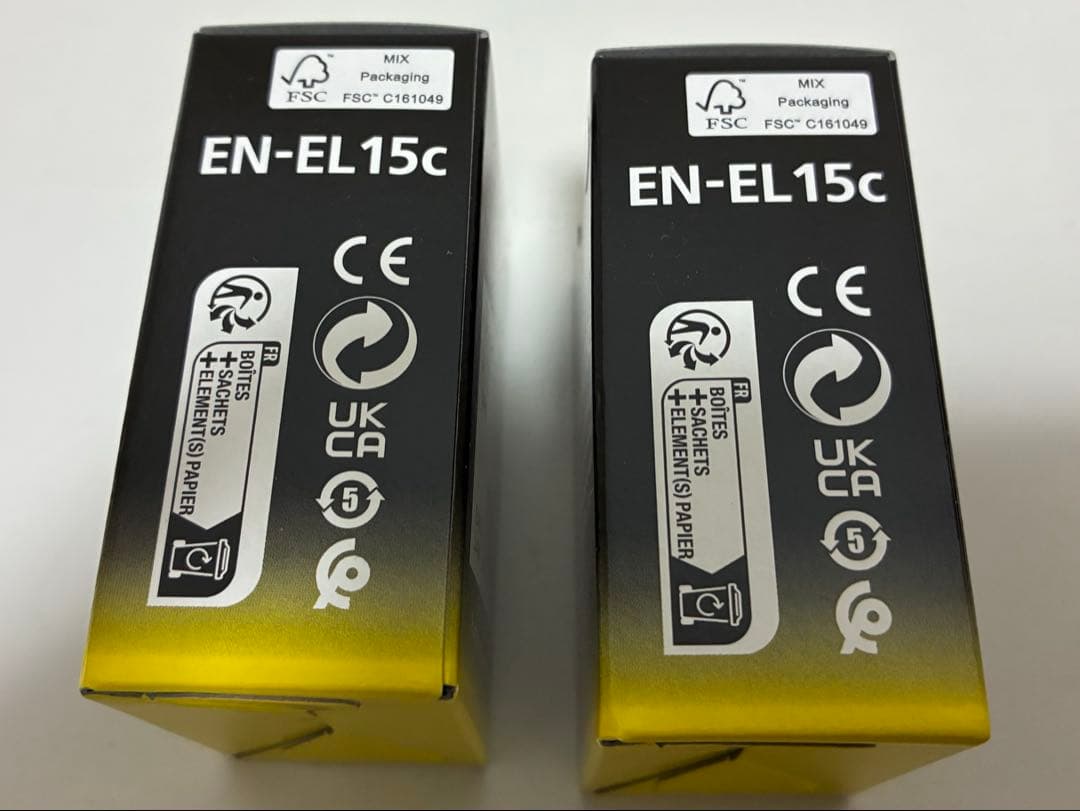 MIX
Packaging
FSC™ C161049
FSC
EN-EL15c
CE
FR
BOÎTES
+SACHETS
+ELEMENT(S) PAPIER
UK
CA
5
MIX
Packaging
FSC™ C161049
FSC
EN-EL15c
CE
FR
BOÎTES
+SACHETS
+ELEMENT(S) PAPIER
UK
CA
5